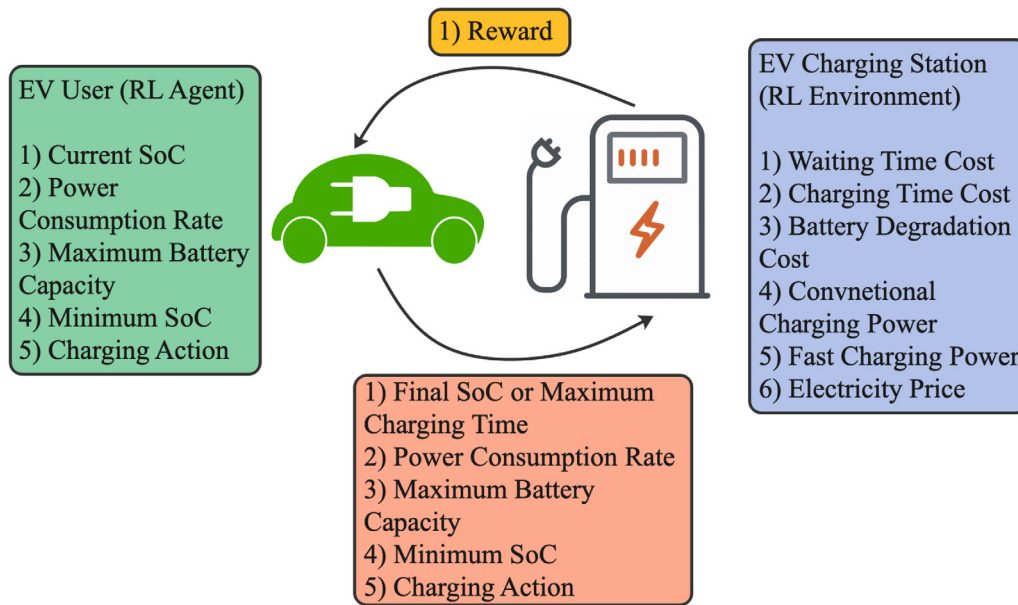 1) Reward
EV User (RL Agent)
1) Current SoC
2) Power
Consumption Rate
3) Maximum Battery
Capacity
4) Minimum SoC
5) Charging Action
EV Charging Station
(RL Environment)
1) Waiting Time Cost
2) Charging Time Cost
3) Battery Degradation
Cost
4) Convnetional
Charging Power
5) Fast Charging Power
6) Electricity Price
1) Final SoC or Maximum
Charging Time
2) Power Consumption Rate
3) Maximum Battery
Capacity
4) Minimum SoC
5) Charging Action